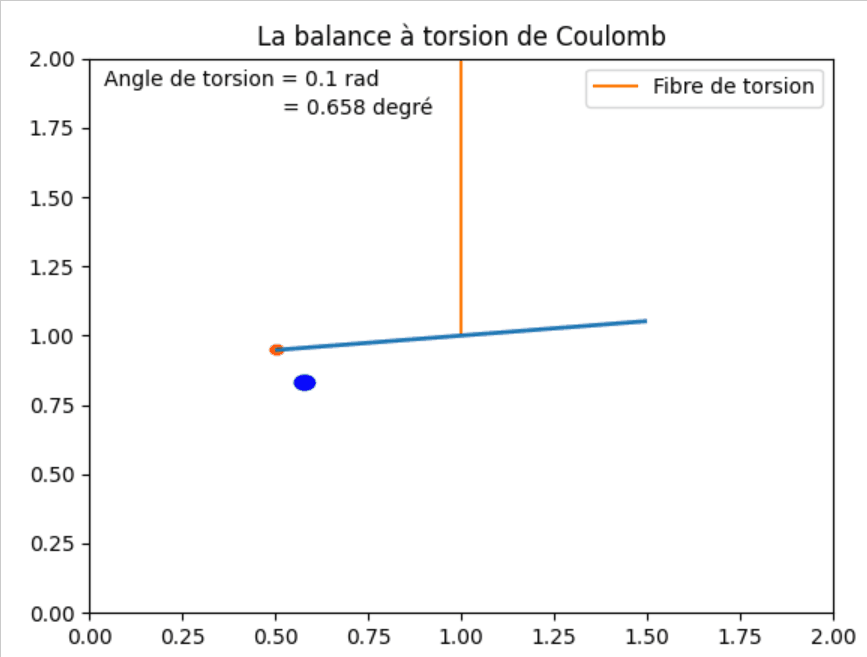 La balance à torsion de Coulomb
Angle de torsion = 0.1 rad
= 0.658 degré
Fibre de torsion
2.00
1.75
1.50
1.25
1.00
0.75
0.50
0.25
0.00
0.00 0.25 0.50 0.75 1.00 1.25 1.50 1.75 2.00